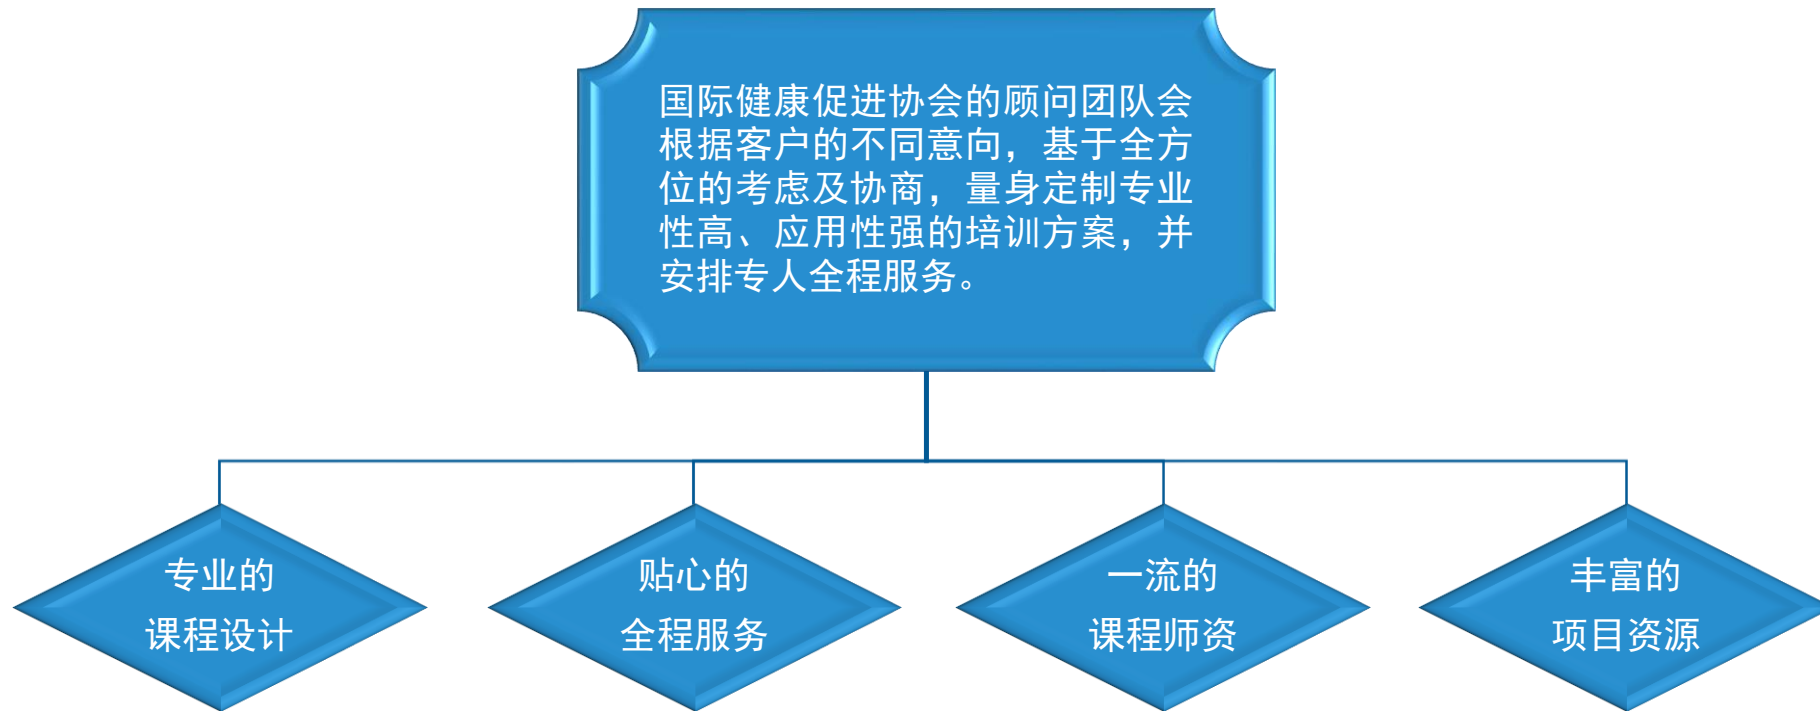 国际健康促进协会的顾问团队会
根据客户的不同意向，基于全方
位的考虑及协商，量身定制专业
性高、应用性强的培训方案，并
安排专人全程服务。
专业的
课程设计
贴心的
全程服务
一流的
课程师资
丰富的
项目资源